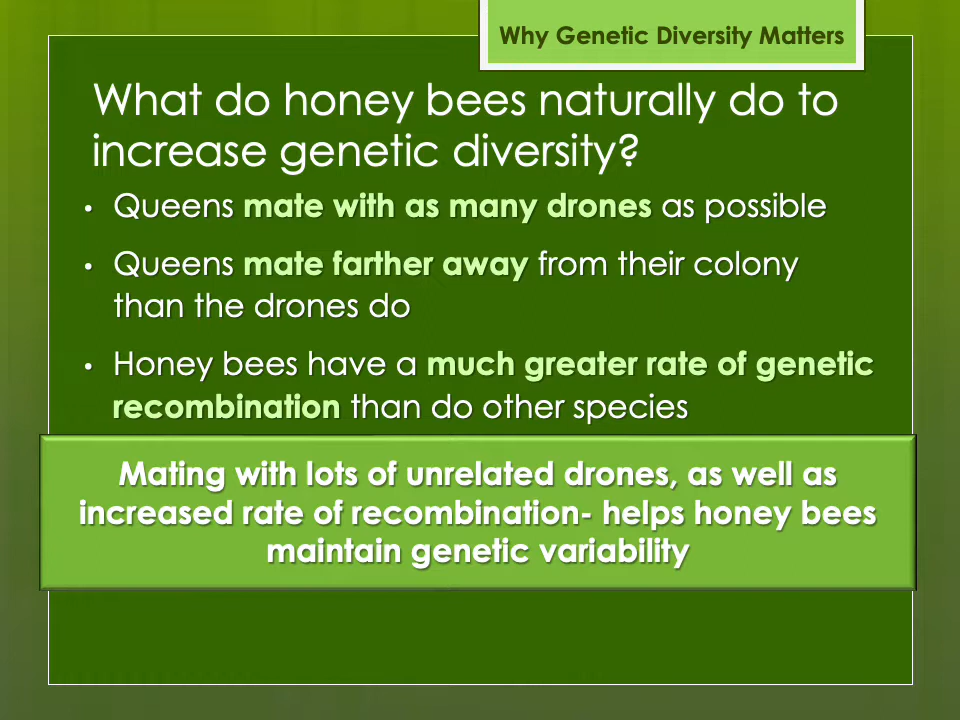 Why Genetic Diversity Matters
What do honey bees naturally do to
increase genetic diversity?
• Queens mate with as many drones as possible
• Queens mate farther away from their colony
than the drones do
• Honey bees have a much greater rate of genetic
recombination than do other species
Mating with lots of unrelated drones, as well as
increased rate of recombination- helps honey bees
maintain genetic variability